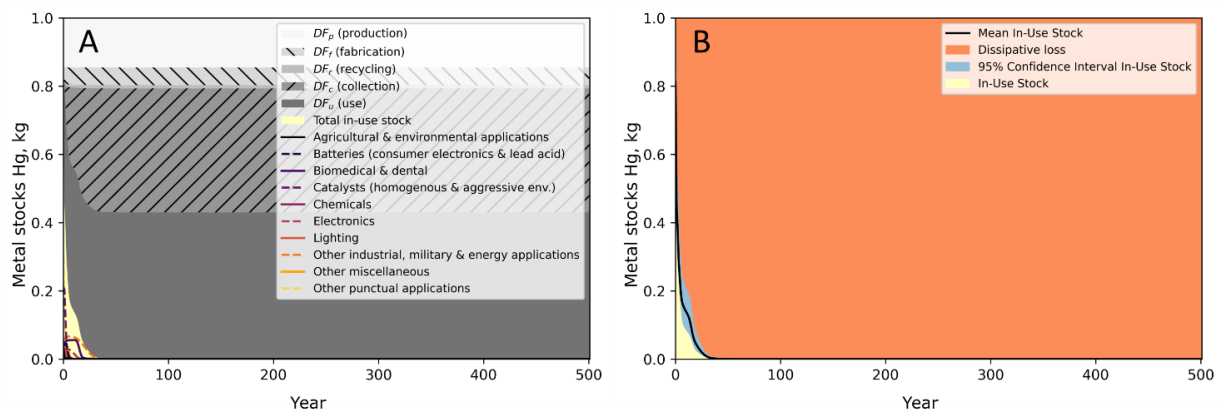 A
1.0
0.8
0.6
0.4
0.2
0.0
Metal stocks Hg, kg
0
100
200
300
400
500
Year
DFp (production)
DFf (fabrication)
DFr (recycling)
DFc (collection)
DFu (use)
Total in-use stock
Agricultural & environmental applications
Batteries (consumer electronics & lead acid)
Biomedical & dental
Catalysts (homogenous & aggressive env.)
Chemicals
Electronics
Lighting
Other industrial, military & energy applications
Other miscellaneous
Other punctual applications
B
1.0
0.8
0.6
0.4
0.2
0.0
Metal stocks Hg, kg
0
100
200
300
400
500
Year
Mean In-Use Stock
Dissipative loss
95% Confidence Interval In-Use Stock
In-Use Stock